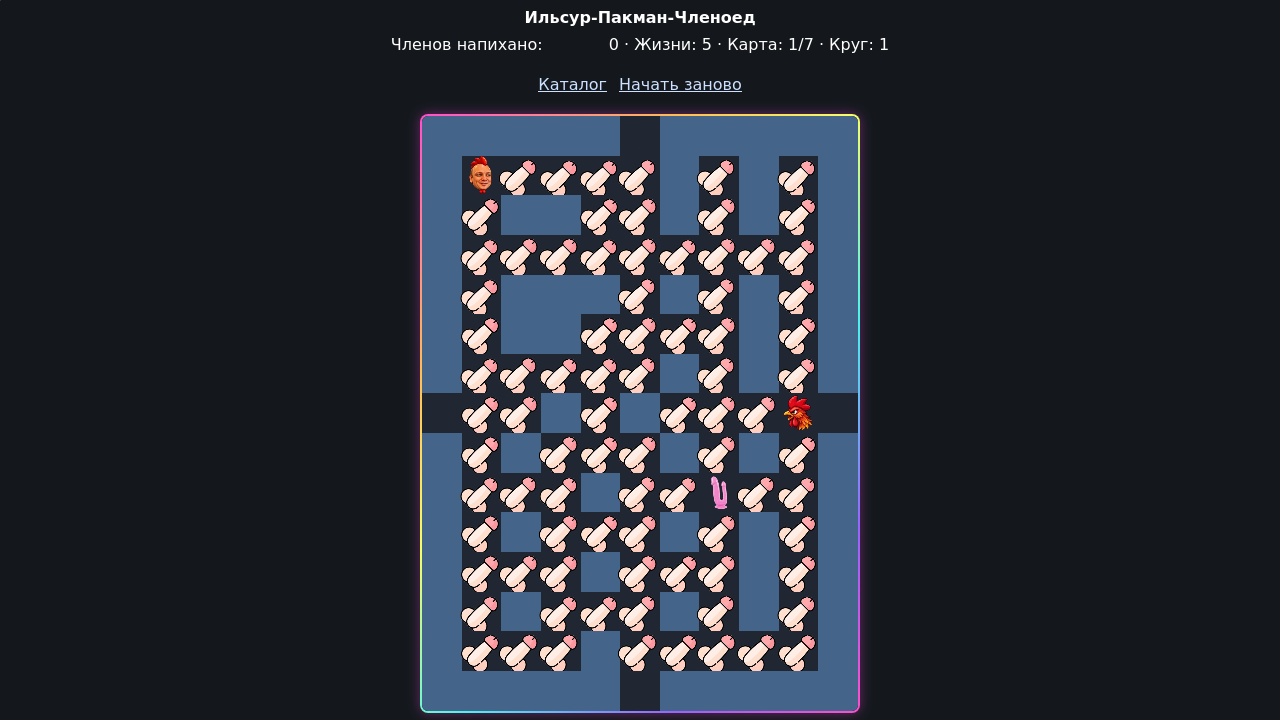 Ильсур-Пакман-Членоед
Членов напихано: 0 · Жизни: 5 · Карта: 1/7 · Круг: 1
Каталог Начать заново